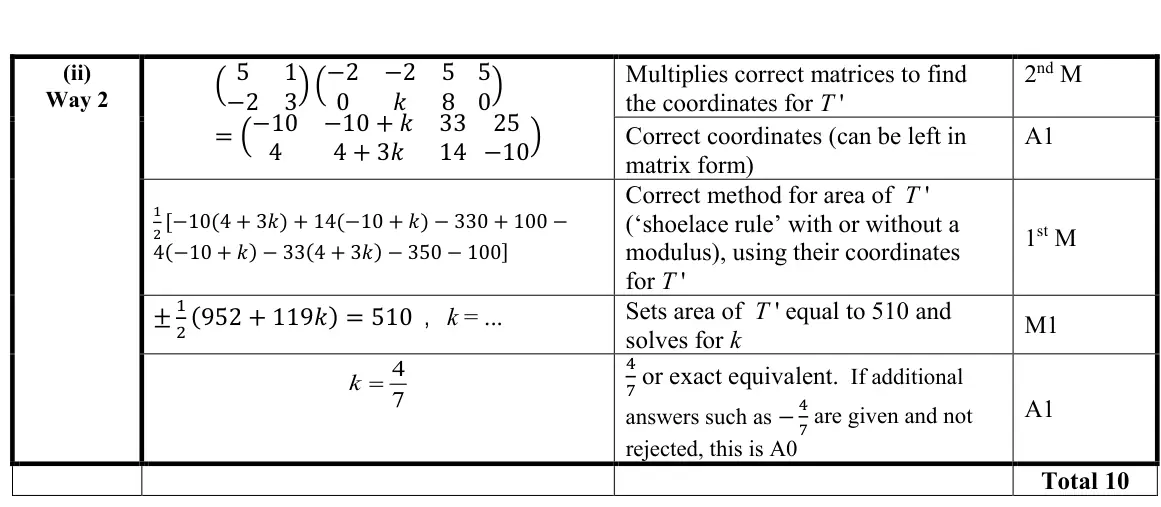 (ii)
Way 2
( 5 1 ) ( −2 −2 5 5 )
( −2 3 ) ( 0 k 8 0 )
= ( −10 −10 + k 33 25 )
( 4 4 + 3k 14 −10 )
Multiplies correct matrices to find
the coordinates for T '
2nd M
Correct coordinates (can be left in
matrix form)
A1
1/2 [−10(4 + 3k) + 14(−10 + k) − 330 + 100 −
4(−10 + k) − 33(4 + 3k) − 350 − 100]
Correct method for area of T '
(‘shoelace rule’ with or without a
modulus), using their coordinates
for T '
1st M
± 1/2 (952 + 119k) = 510 , k = ...
Sets area of T ' equal to 510 and
solves for k
M1
k = 4/7
4/7 or exact equivalent. If additional
answers such as − 4/7 are given and not
rejected, this is A0
A1
Total 10